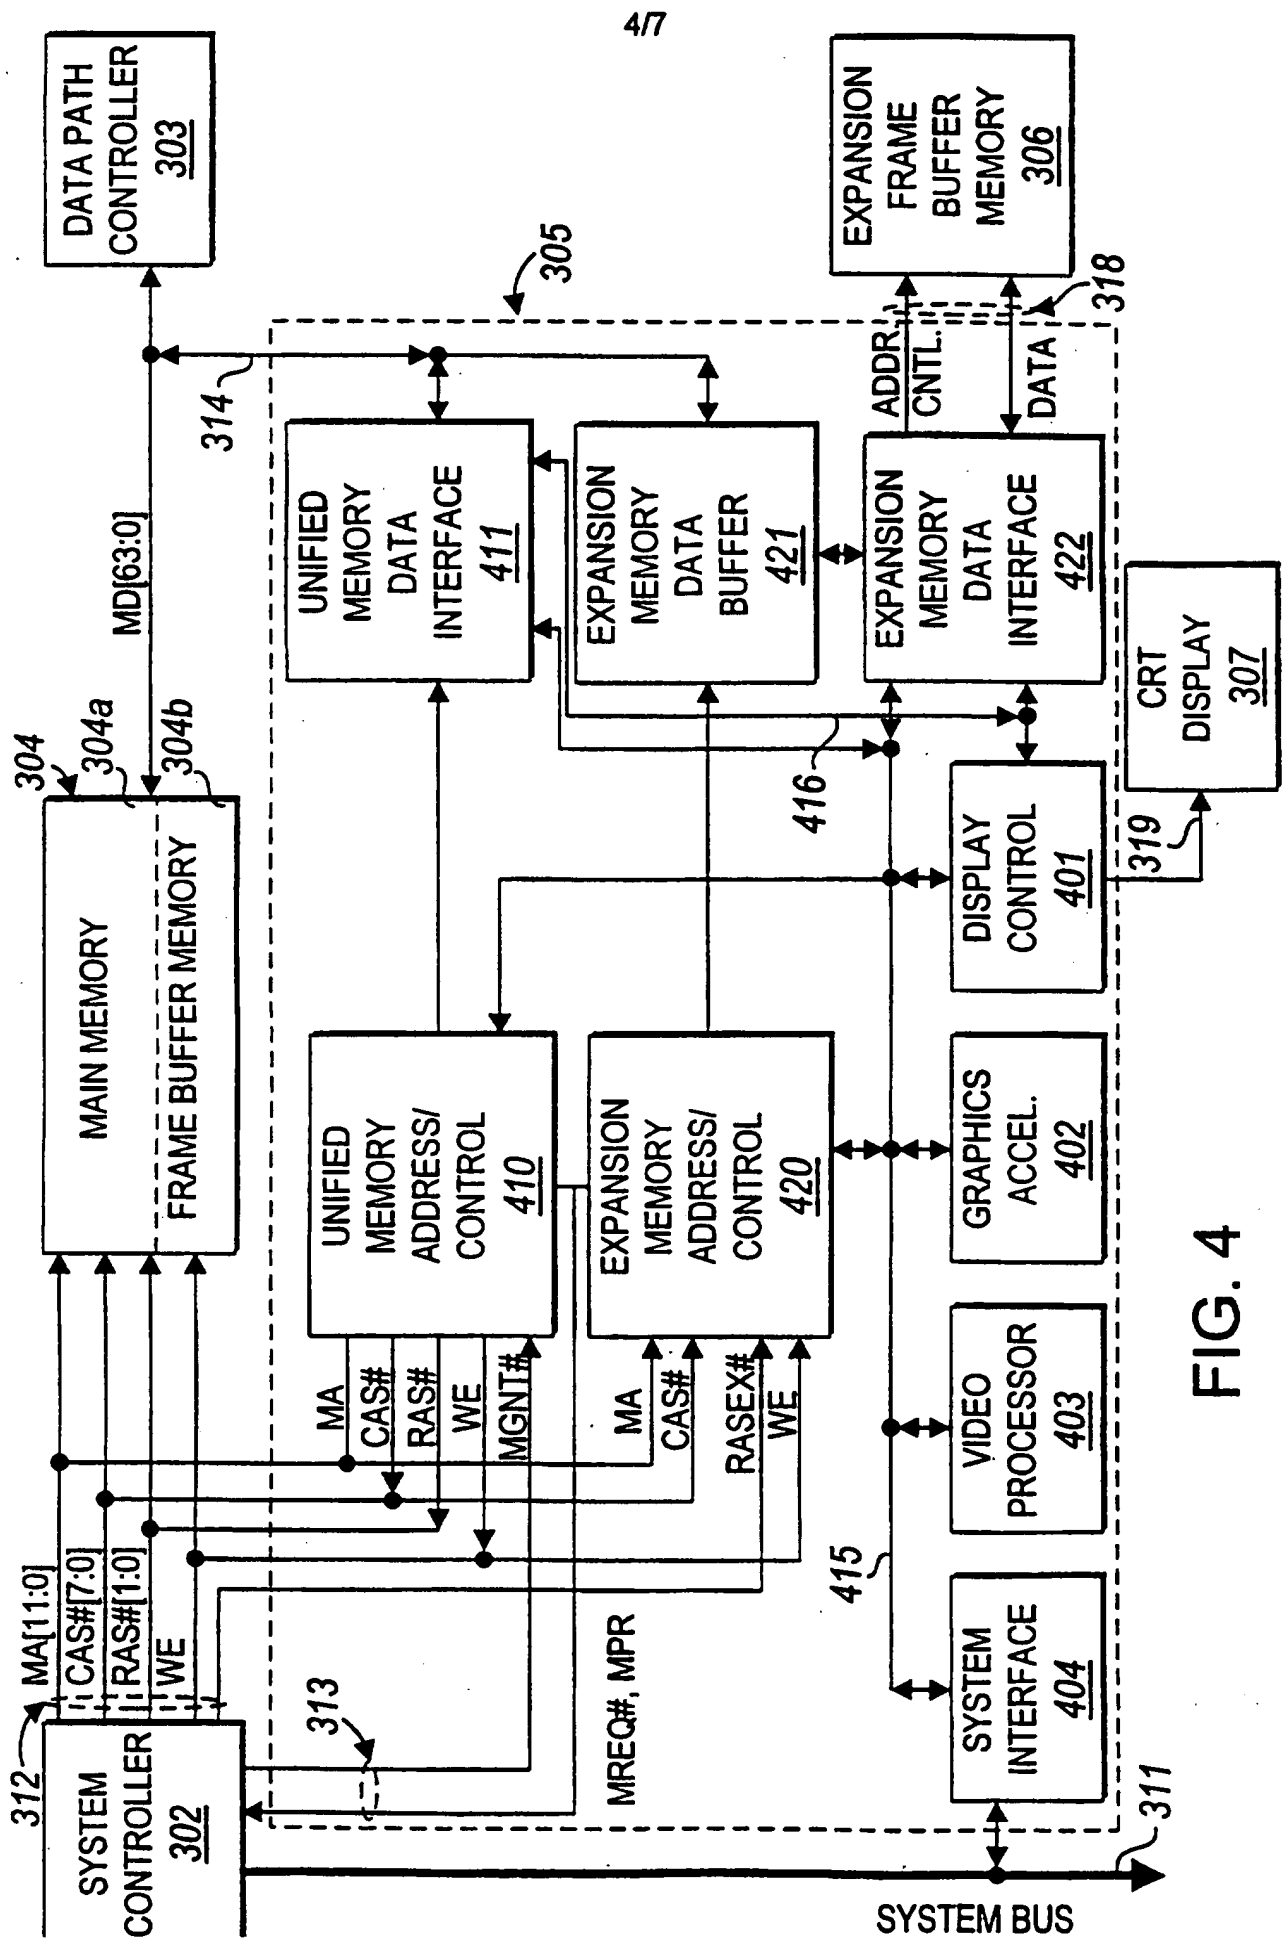 4/7
SYSTEM
CONTROLLER
302
312
MA[11:0]
CAS#[7:0]
RAS#[1:0]
WE
MAIN MEMORY
FRAME BUFFER MEMORY
304
304a
304b
MD[63:0]
DATA PATH
CONTROLLER
303
314
305
313
MREQ#, MPR
MA
CAS#
RAS#
WE
MGNT#
UNIFIED
MEMORY
ADDRESS/
CONTROL
410
UNIFIED
MEMORY
DATA
INTERFACE
411
MA
CAS#
RASEX#
WE
EXPANSION
MEMORY
ADDRESS/
CONTROL
420
EXPANSION
MEMORY
DATA
BUFFER
421
EXPANSION
MEMORY
DATA
INTERFACE
422
ADDR.
CNTL.
DATA
318
EXPANSION
FRAME
BUFFER
MEMORY
306
415
416
SYSTEM
INTERFACE
404
VIDEO
PROCESSOR
403
GRAPHICS
ACCEL.
402
DISPLAY
CONTROL
401
319
CRT
DISPLAY
307
SYSTEM BUS
311
FIG. 4